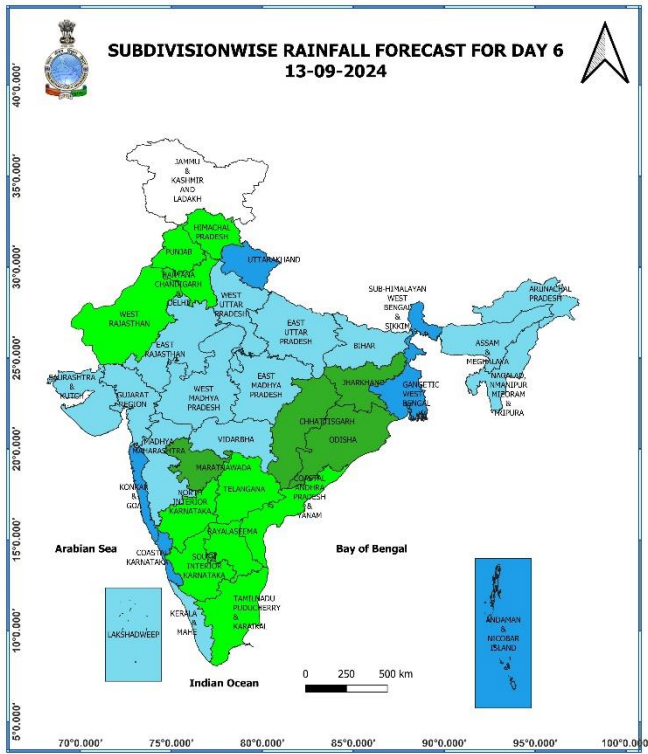 SUBDIVISIONWISE RAINFALL FORECAST FOR DAY 6
13-09-2024
40°0.000'
35°0.000'
30°0.000'
25°0.000'
20°0.000'
15°0.000'
10°0.000'
5°0.000'
JAMMU
&
KASHMIR
AND
LADAKH
HIMACHAL
PRADESH
PUNJAB
UTTARAKHAND
HARYANA
CHANDIGARH
&
DELHI
WEST
RAJASTHAN
WEST
UTTAR
PRADESH
SUB-HIMALAYAN
WEST
BENGAL
&
SIKKIM
ARUNACHAL
PRADESH
EAST
RAJASTHAN
EAST
UTTAR
PRADESH
BIHAR
ASSAM
&
MEGHALAYA
SAURASHTRA
&
KUTCH
GUJARAT
REGION
WEST
MADHYA
PRADESH
EAST
MADHYA
PRADESH
JHARKHAND
GANGETIC
WEST
BENGAL
MIZORAM
&
TRIPURA
CHHATTISGARH
ODISHA
MADHYA
MAHARASHTRA
VIDARBHA
KONKAN
&
GOA
NORTH
INTERIOR
KARNATAKA
TELANGANA
COASTAL
ANDHRA
PRADESH
&
YANAM
RAYALASEEMA
Arabian Sea
COASTAL
KARNATAKA
SOUTH
INTERIOR
KARNATAKA
Bay of Bengal
LAKSHADWEEP
KERALA
&
MAHE
TAMILNADU
PUDUCHERRY
&
KARAIKAL
ANDAMAN
&
NICOBAR
ISLAND
Indian Ocean
0 250 500 km
70°0.000' 75°0.000' 80°0.000' 85°0.000' 90°0.000' 95°0.000' 100°0.000'